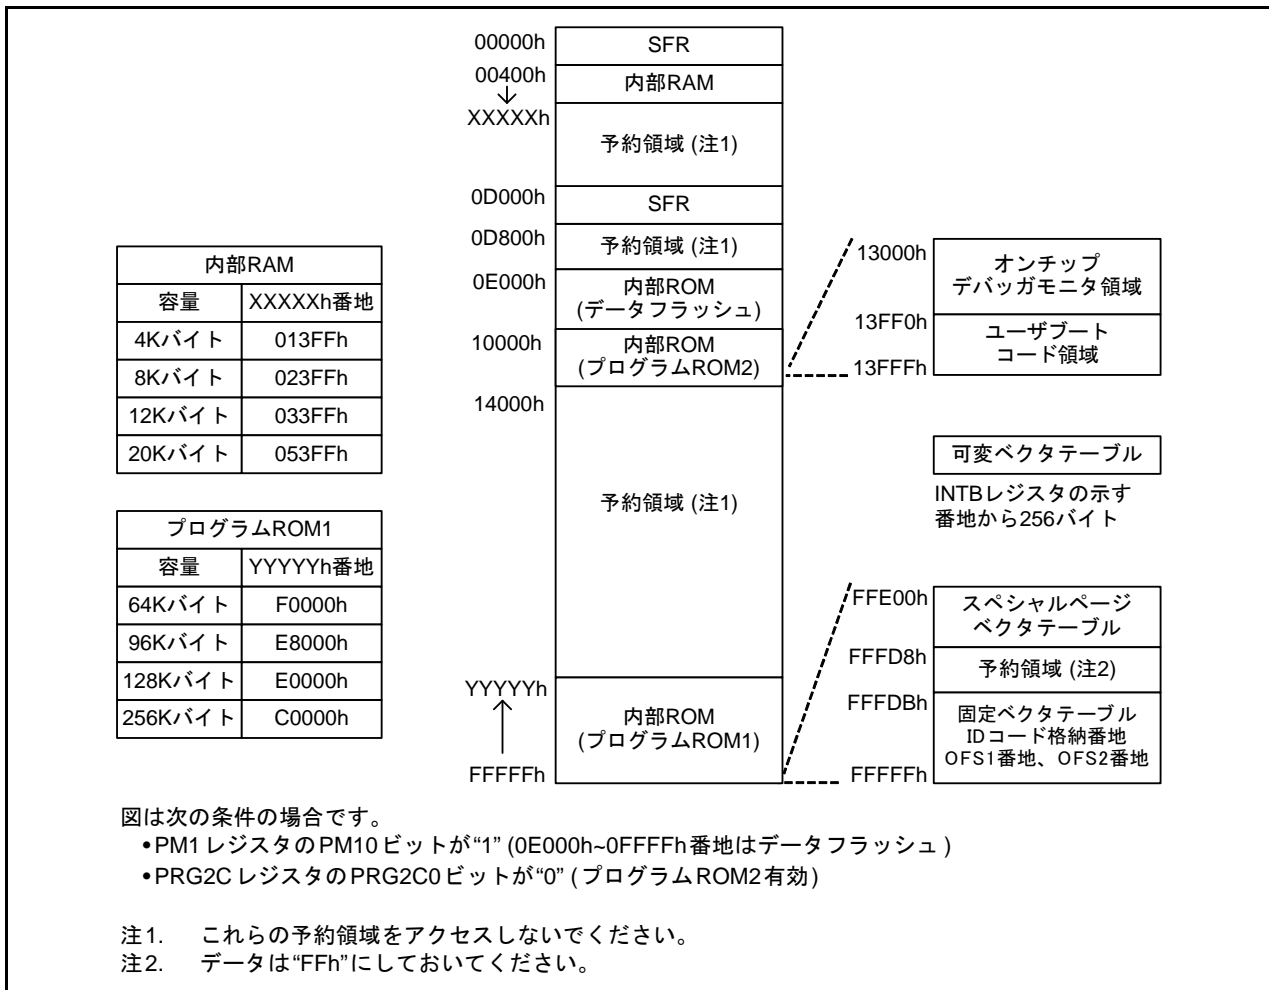 00000h
SFR
00400h
内部RAM
XXXXXh
予約領域 (注1)
0D000h
SFR
0D800h
予約領域 (注1)
0E000h
内部ROM
(データフラッシュ)
10000h
内部ROM
(プログラムROM2)
14000h
予約領域 (注1)
YYYYYh
内部ROM
(プログラムROM1)
FFFFFh
内部RAM
容量 XXXXXh番地
4Kバイト 013FFh
8Kバイト 023FFh
12Kバイト 033FFh
20Kバイト 053FFh
プログラムROM1
容量 YYYYYh番地
64Kバイト F0000h
96Kバイト E8000h
128Kバイト E0000h
256Kバイト C0000h
13000h
オンチップ
デバッガモニタ領域
13FF0h
ユーザブート
コード領域
13FFFh
可変ベクタテーブル
INTBレジスタの示す
番地から256バイト
FFE00h
スペシャルページ
ベクタテーブル
FFFD8h
予約領域 (注2)
FFFDBh
固定ベクタテーブル
IDコード格納番地
OFS1番地、OFS2番地
FFFFFh
図は次の条件の場合です。
•PM1レジスタのPM10ビットが“1” (0E000h~0FFFFh番地はデータフラッシュ)
•PRG2CレジスタのPRG2C0ビットが“0” (プログラムROM2有効)
注1. これらの予約領域をアクセスしないでください。
注2. データは“FFh”にしておいてください。